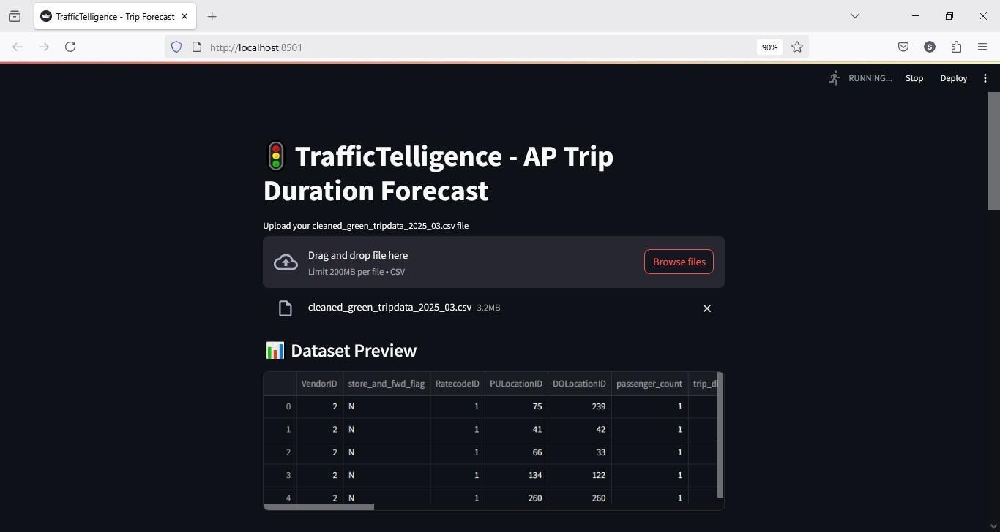 TrafficTelligence - Trip Forecast
http://localhost:8501
90%
S
RUNNING...
Stop
Deploy
TrafficTelligence - AP Trip
Duration Forecast
Upload your cleaned_green_tripdata_2025_03.csv file
Drag and drop file here
Limit 200MB per file • CSV
Browse files
cleaned_green_tripdata_2025_03.csv 3.2MB
Dataset Preview
VendorID store_and_fwd_flag RatecodeID PULocationID DOLocationID passenger_count trip_di
0 2 N 1 75 239 1
1 2 N 1 41 42 1
2 2 N 1 66 33 1
3 2 N 1 134 122 1
4 2 N 1 260 260 1